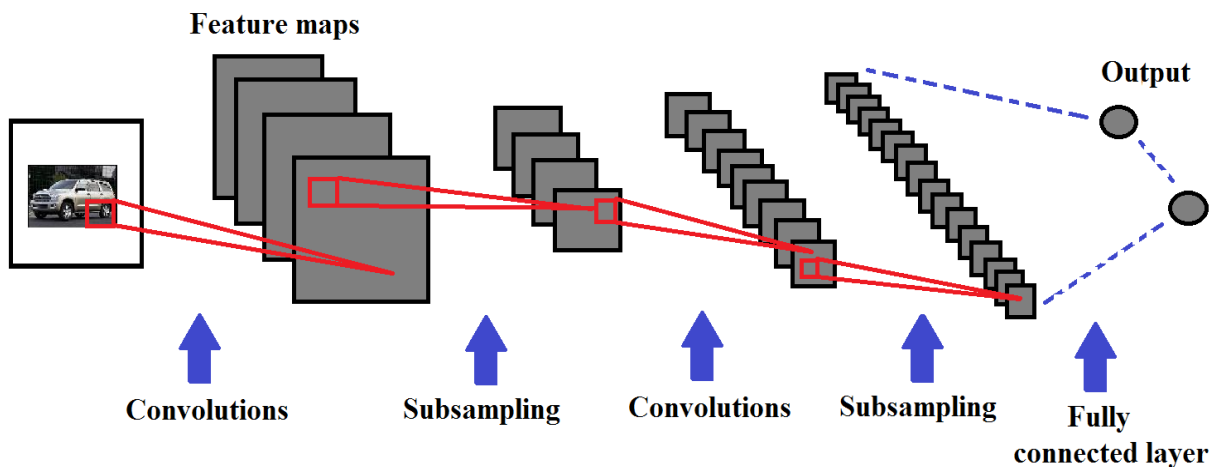 Feature maps
Output
Convolutions
Subsampling
Convolutions
Subsampling
Fully
connected layer